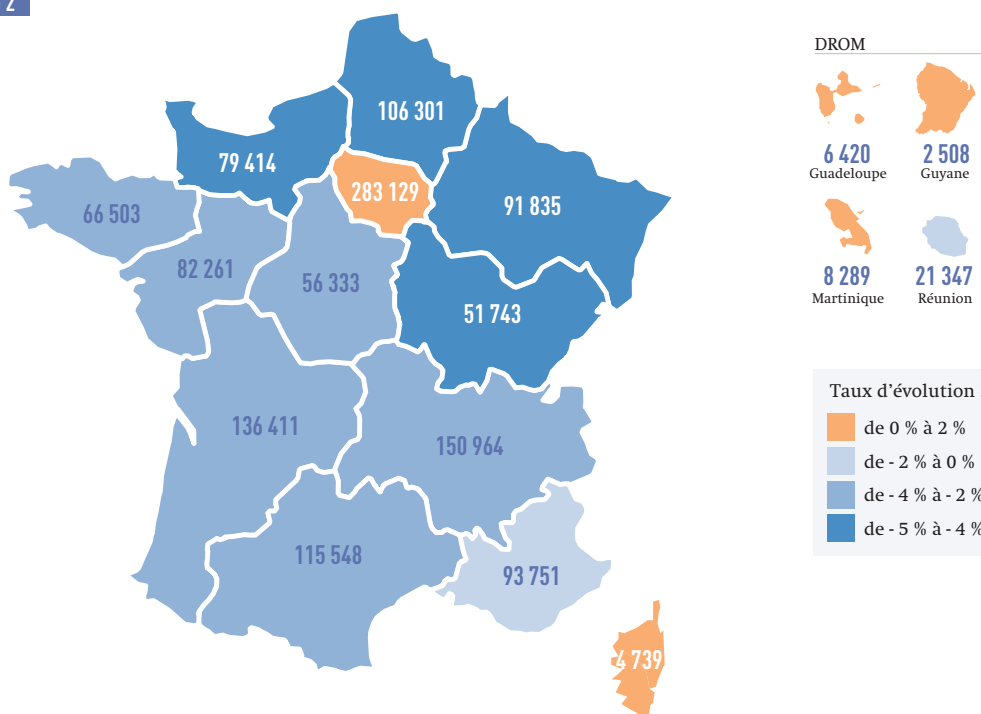 2
106 301
79 414
283 129
91 835
66 503
82 261
56 333
51 743
136 411
150 964
115 548
93 751
4 739
DROM
6 420
Guadeloupe
2 508
Guyane
8 289
Martinique
21 347
Réunion
Taux d’évolution
de 0 % à 2 %
de - 2 % à 0 %
de - 4 % à - 2 %
de - 5 % à - 4 %